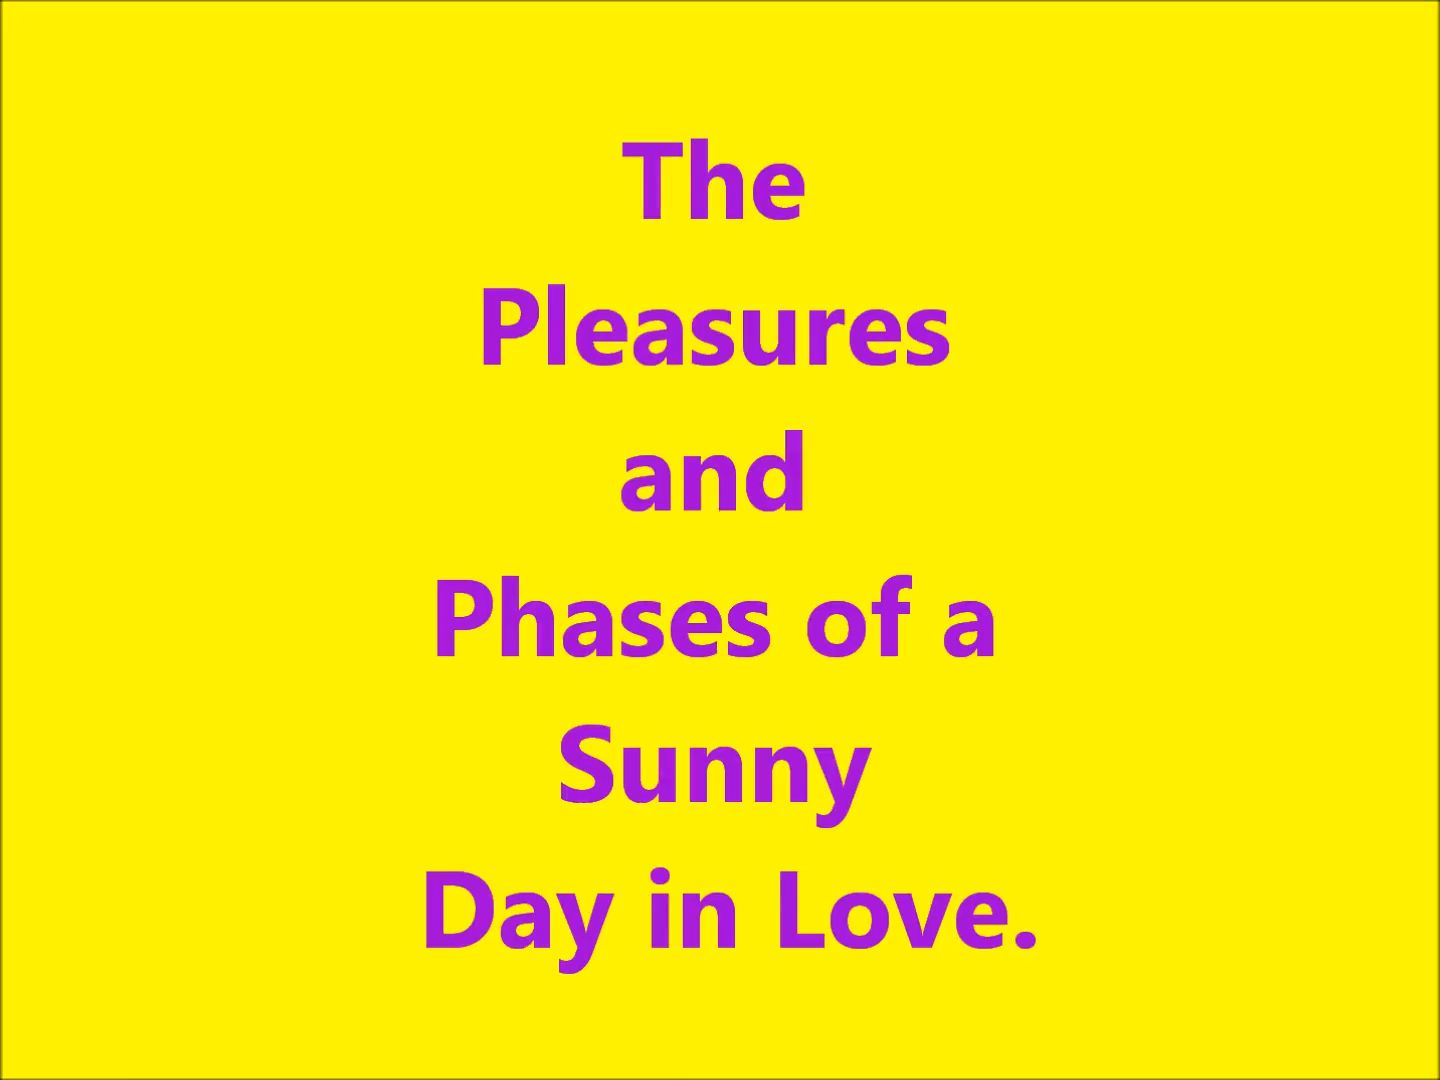 The
Pleasures
and
Phases of a
Sunny
Day in Love.